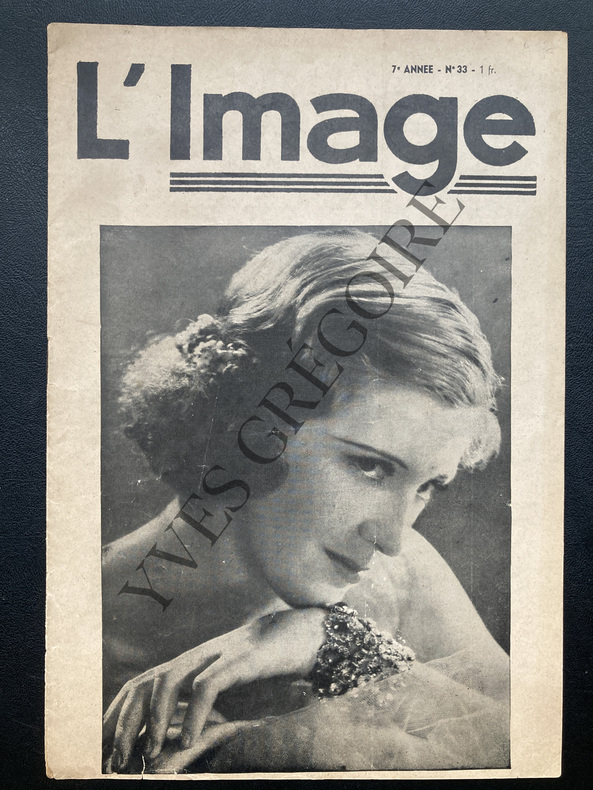 7e ANNEE - N° 33 - 1 fr.
L'Image
YVES GRÉGOIRE